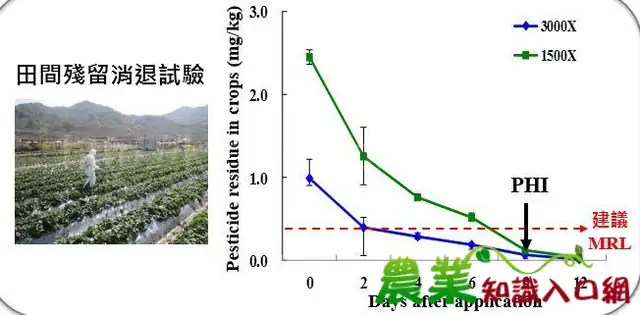 田間殘留消退試驗
Pesticide residue in crops (mg/kg)
3.0
2.0
1.0
0.0
3000X
1500X
PHI
建議
MRL
0
2
4
6
12
Days after application
農業知識入口網